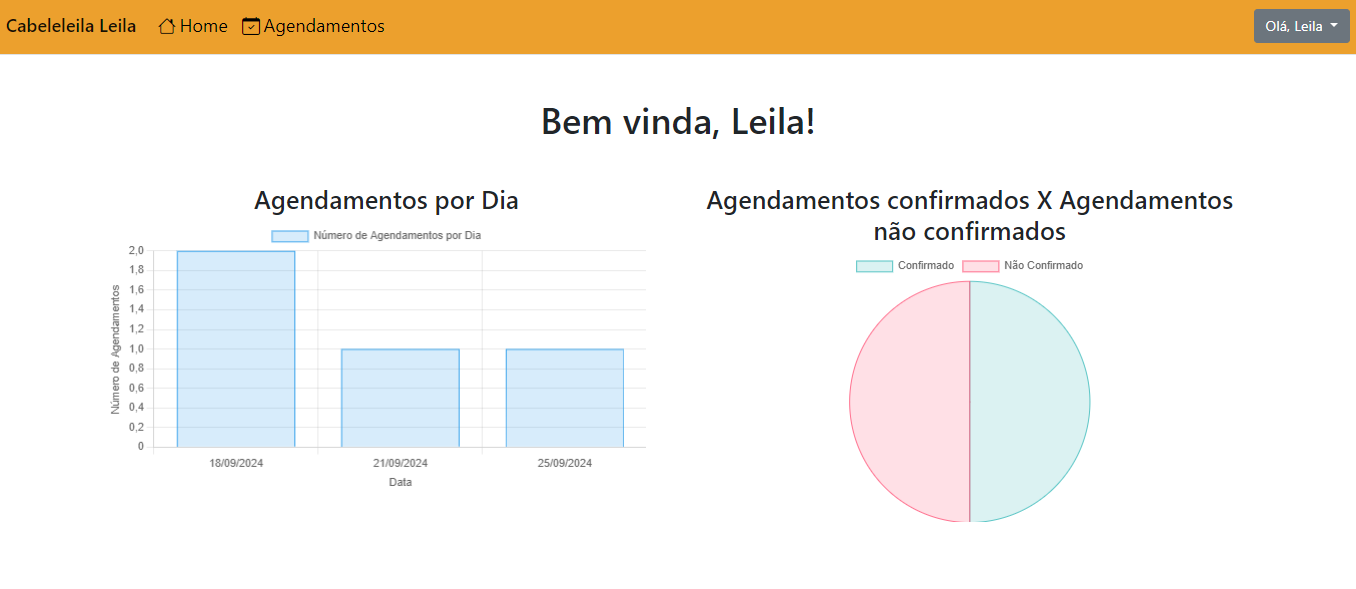 Cabeleleila Leila Home Agendamentos Olá, Leila
Bem vinda, Leila!
Agendamentos por Dia
Número de Agendamentos por Dia
Número de Agendamentos
2,0
1,8
1,6
1,4
1,2
1,0
0,8
0,6
0,4
0,2
0
18/09/2024 21/09/2024 25/09/2024
Data
Agendamentos confirmados X Agendamentos
não confirmados
Confirmado Não Confirmado